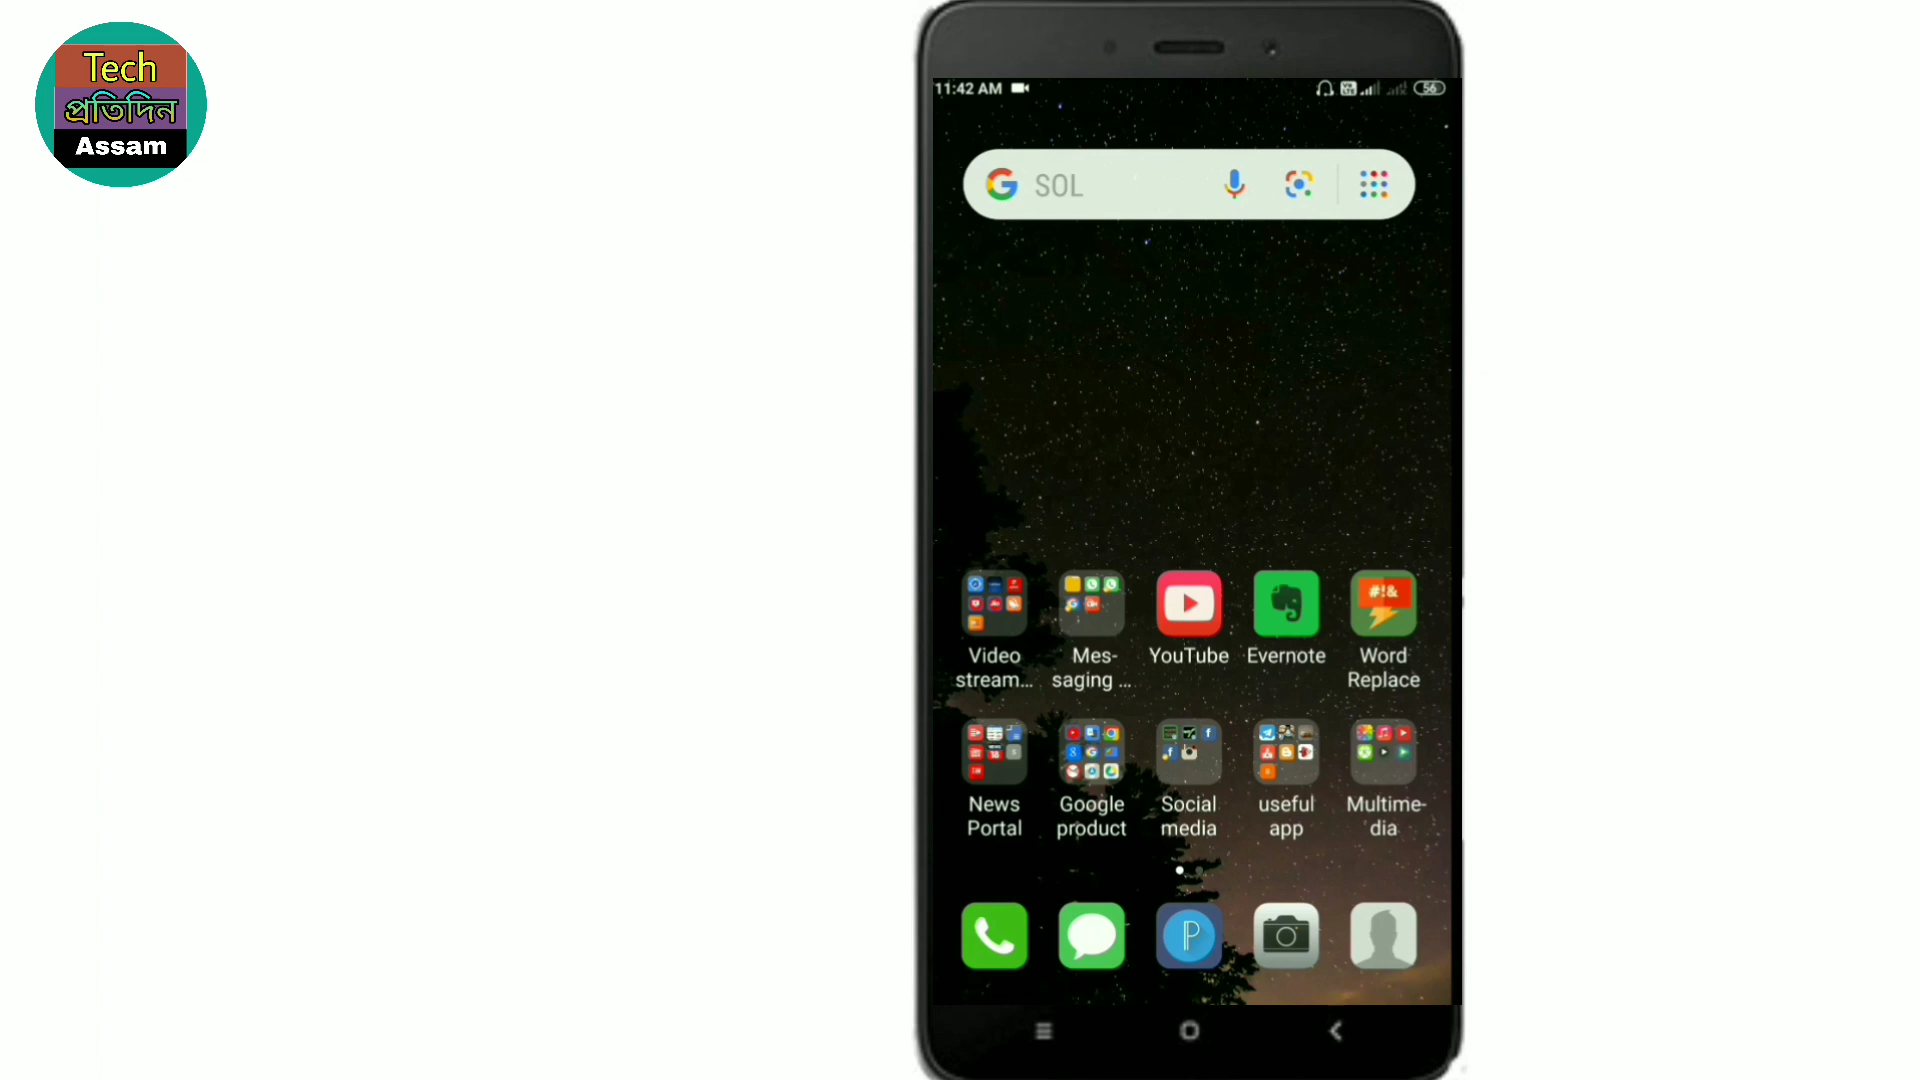 Tech
প্রতিদিন
Assam
11:42 AM
56
SOL
#!&
Video
stream...
Mes-
saging ...
YouTube
Evernote
Word
Replace
News
Portal
Google
product
Social
media
useful
app
Multime-
dia